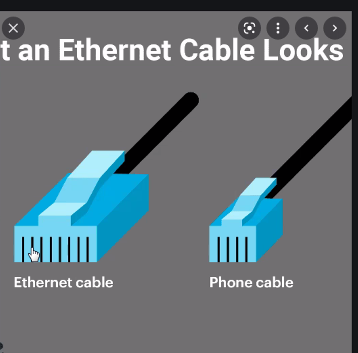 t an Ethernet Cable Looks
Ethernet cable
Phone cable